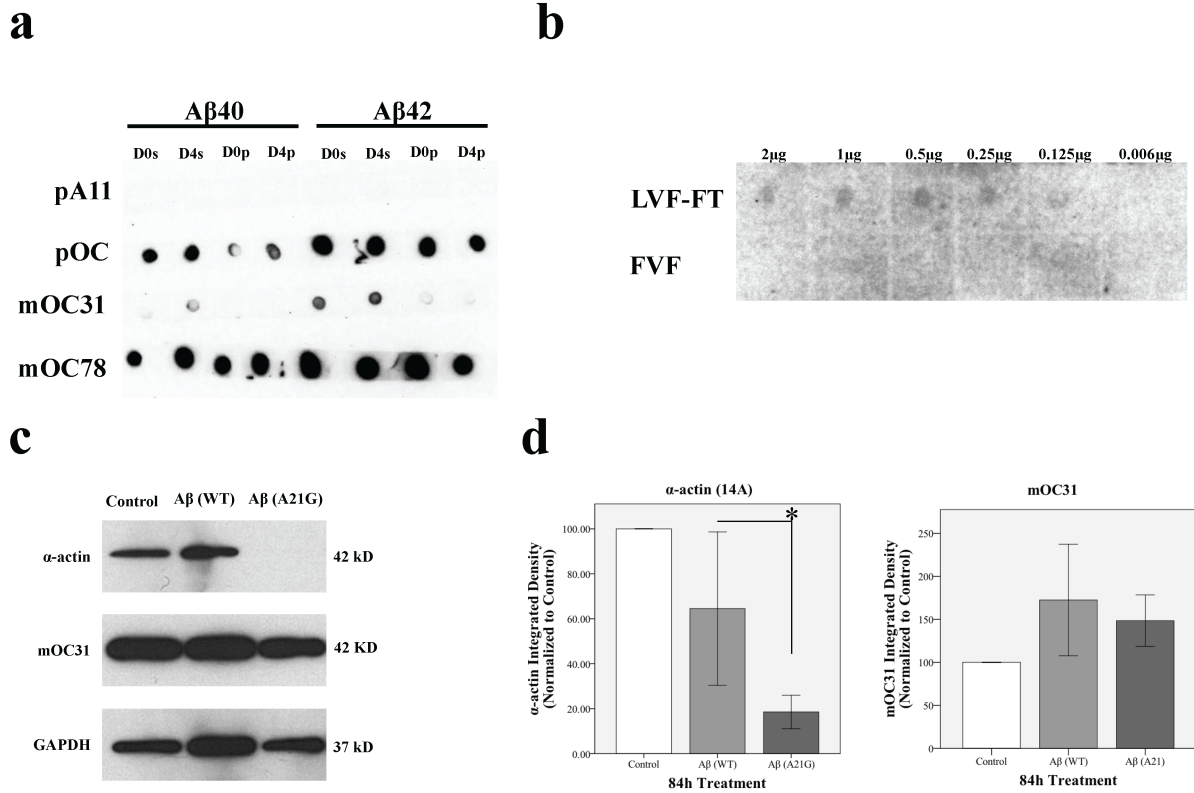 a
Aβ40 Aβ42
D0s D4s D0p D4p D0s D4s D0p D4p
pA11
pOC
mOC31
mOC78
b
2μg 1μg 0.5μg 0.25μg 0.125μg 0.006μg
LVF-FT
FVF
c
Control Aβ (WT) Aβ (A21G)
α-actin 42 kD
mOC31 42 KD
GAPDH 37 kD
d
α-actin (14A)
*
α-actin Integrated Density
(Normalized to Control)
100.00
80.00
60.00
40.00
20.00
0.00
Control Aβ (WT) Aβ (A21G)
84h Treatment
mOC31
mOC31 Integrated Density
(Normalized to Control)
250
200
150
100
50
0
Control Aβ (WT) Aβ (A21)
84h Treatment